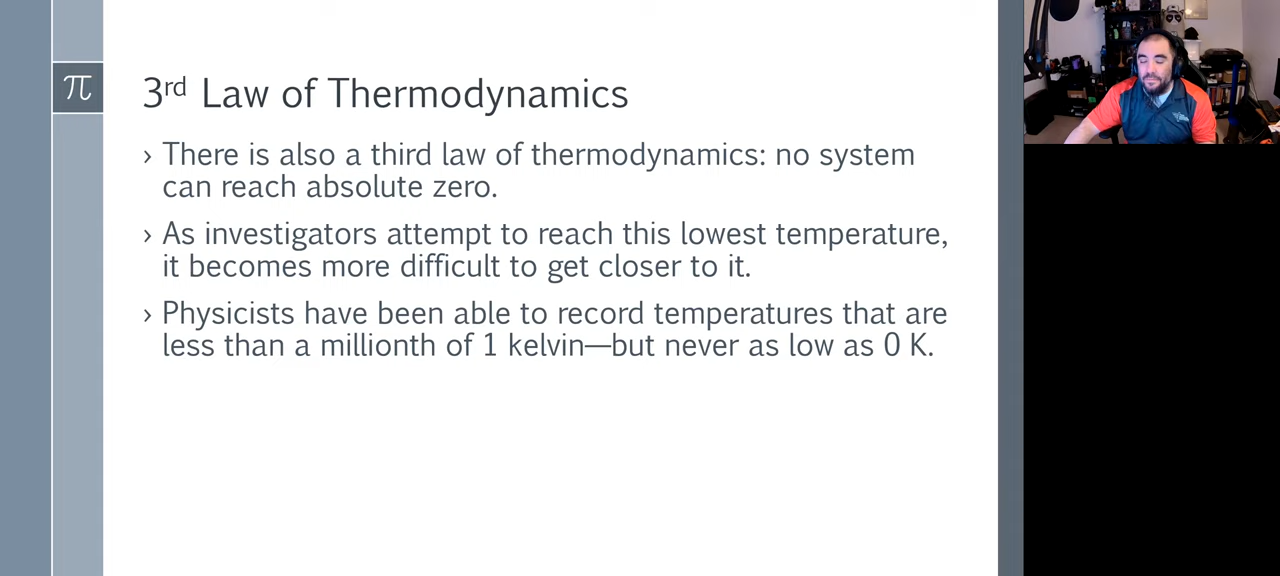 π
3rd Law of Thermodynamics
› There is also a third law of thermodynamics: no system
can reach absolute zero.
› As investigators attempt to reach this lowest temperature,
it becomes more difficult to get closer to it.
› Physicists have been able to record temperatures that are
less than a millionth of 1 kelvin—but never as low as 0 K.